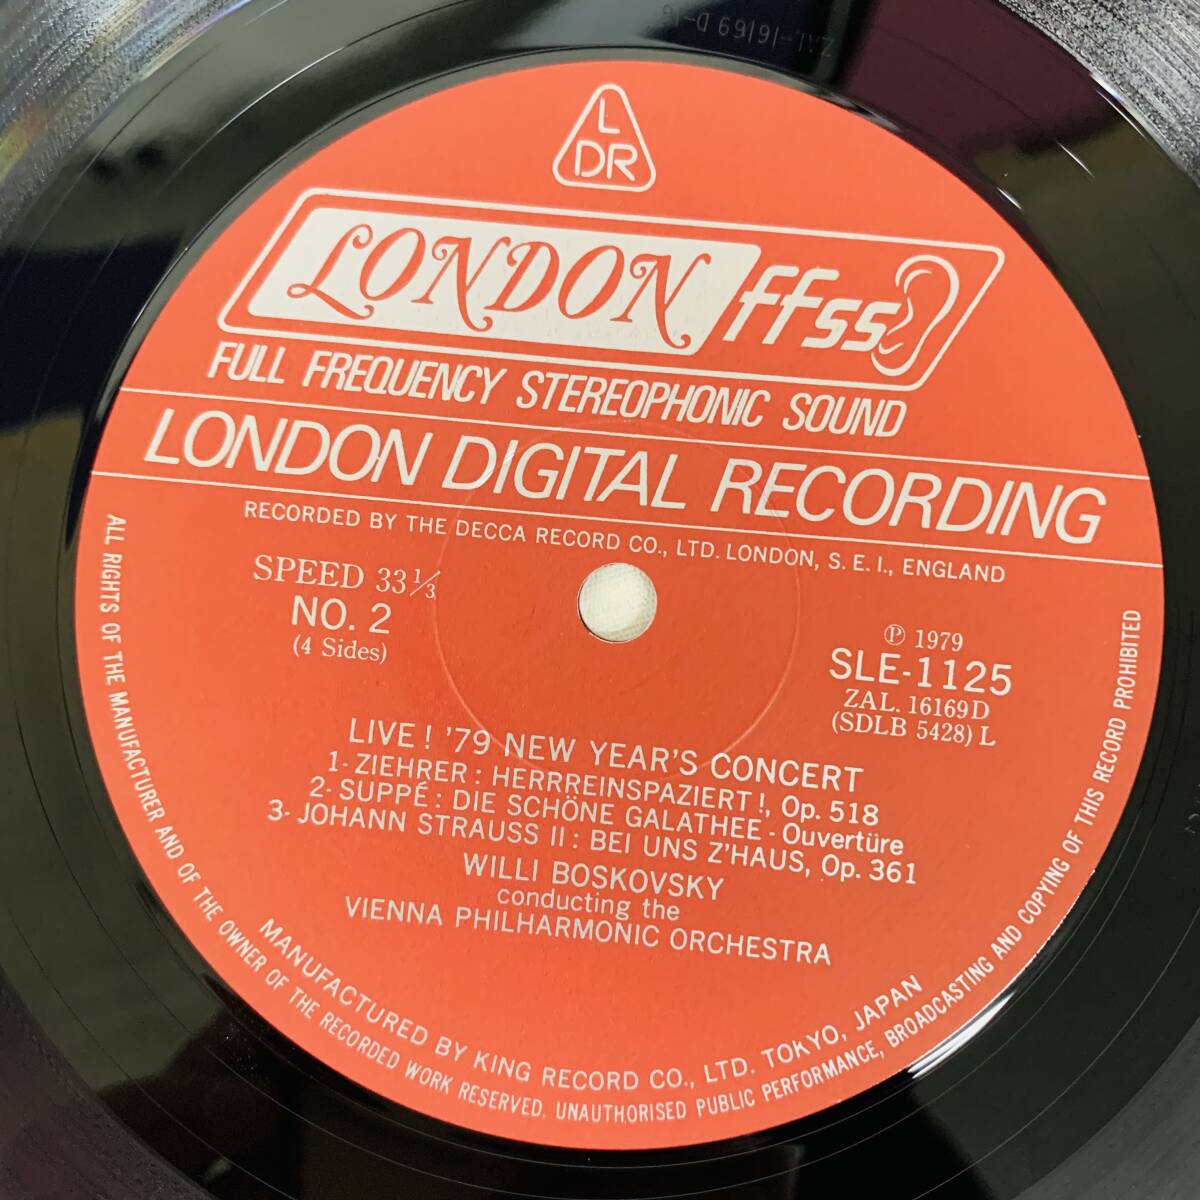 ZAL-16169 D-1
L
DR
LONDON ffss
FULL FREQUENCY STEREOPHONIC SOUND
LONDON DIGITAL RECORDING
RECORDED BY THE DECCA RECORD CO., LTD. LONDON, S. E. I., ENGLAND
SPEED 33⅓
NO. 2
(4 Sides)
℗ 1979
SLE-1125
ZAL. 16169D
(SDLB 5428) L
LIVE! '79 NEW YEAR'S CONCERT
1- ZIEHRER : HERRREINSPAZIERT!, Op. 518
2- SUPPÉ : DIE SCHÖNE GALATHEE - Ouvertüre
3- JOHANN STRAUSS II : BEI UNS Z'HAUS, Op. 361
WILLI BOSKOVSKY
conducting the
VIENNA PHILHARMONIC ORCHESTRA
MANUFACTURED BY KING RECORD CO., LTD. TOKYO, JAPAN
ALL RIGHTS OF THE MANUFACTURER AND OF THE OWNER OF THE RECORDED WORK RESERVED. UNAUTHORISED PUBLIC PERFORMANCE, BROADCASTING AND COPYING OF THIS RECORD PROHIBITED